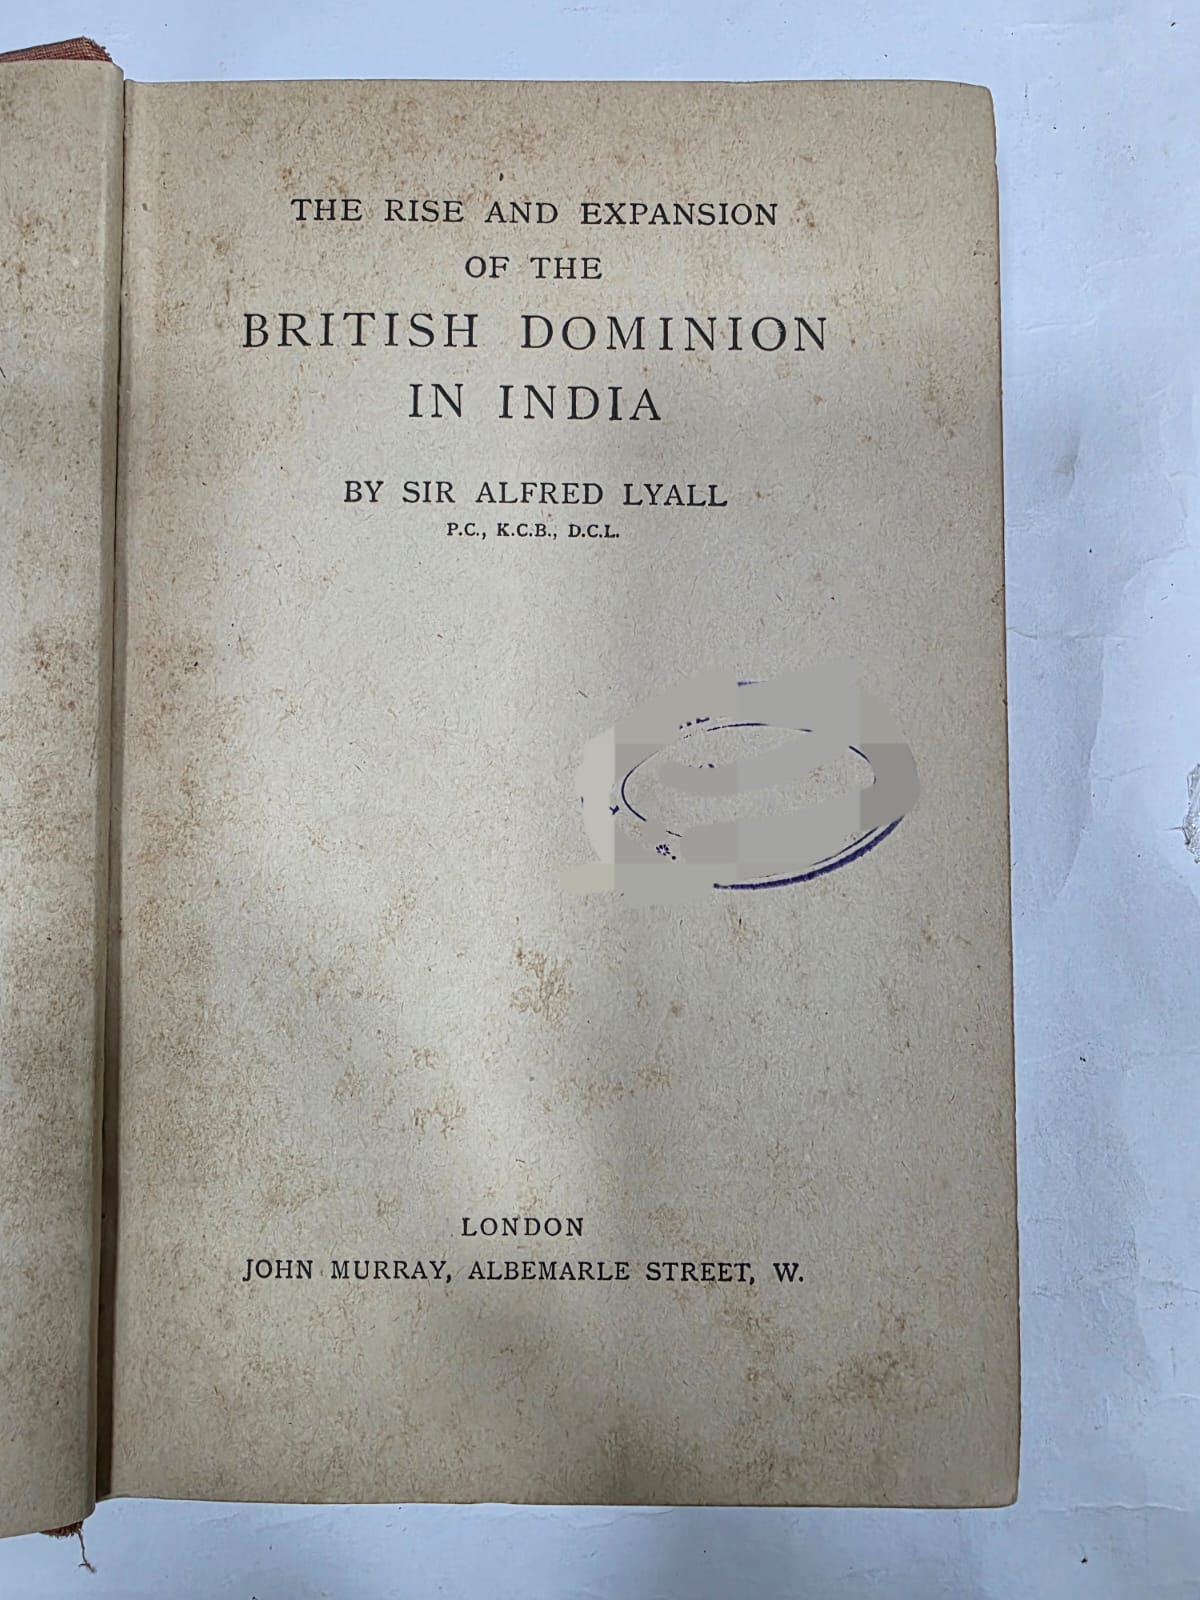 THE RISE AND EXPANSION
OF THE
BRITISH DOMINION
IN INDIA
BY SIR ALFRED LYALL
P.C., K.C.B., D.C.L.
LONDON
JOHN MURRAY, ALBEMARLE STREET, W.